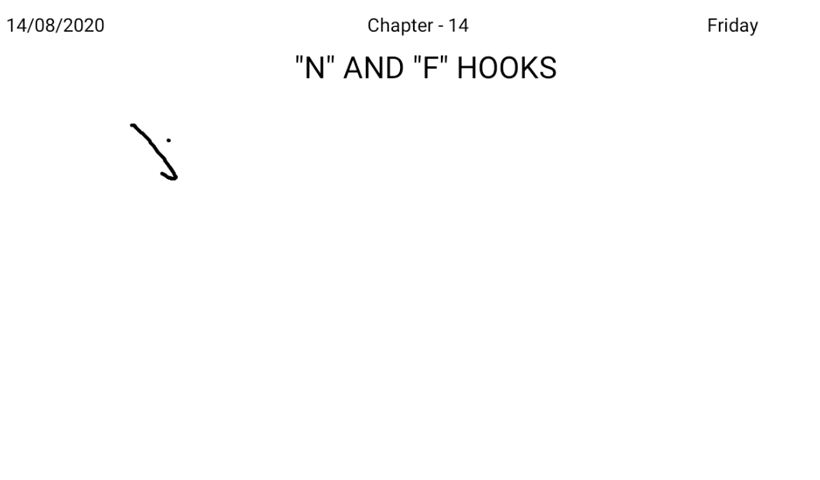 14/08/2020 Chapter - 14 Friday
"N" AND "F" HOOKS